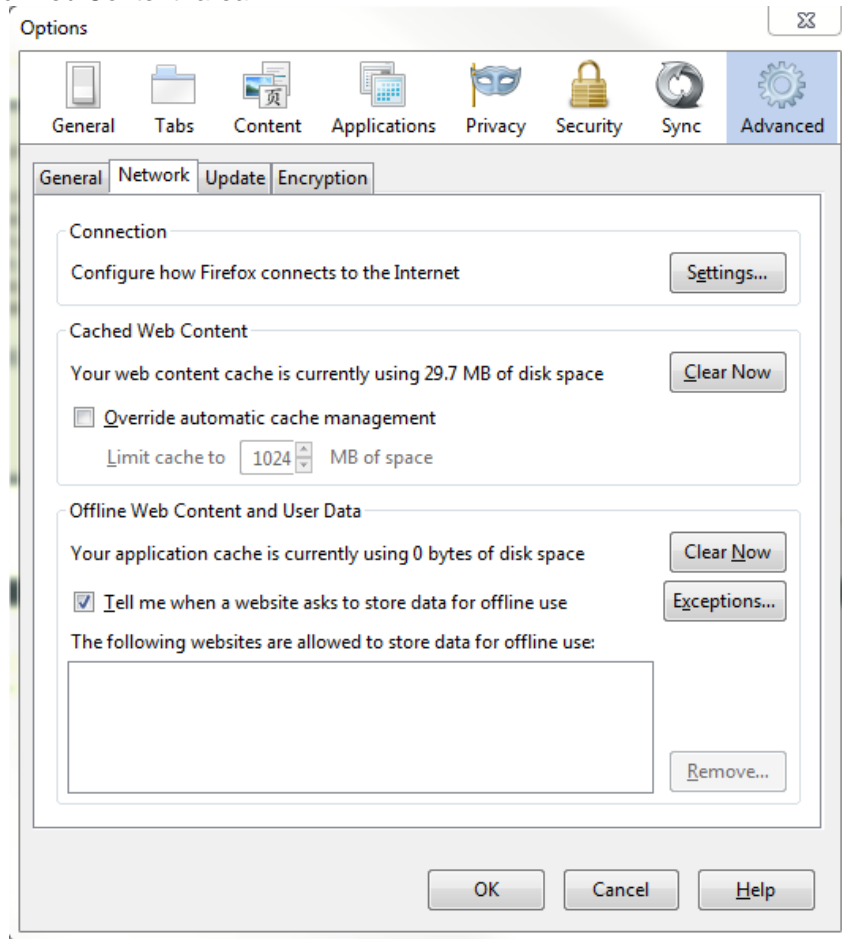 Options
General Tabs Content Applications Privacy Security Sync Advanced
页
General Network Update Encryption
Connection
Configure how Firefox connects to the Internet Settings...
Cached Web Content
Your web content cache is currently using 29.7 MB of disk space Clear Now
Override automatic cache management
Limit cache to 1024 MB of space
Offline Web Content and User Data
Your application cache is currently using 0 bytes of disk space Clear Now
Tell me when a website asks to store data for offline use Exceptions...
The following websites are allowed to store data for offline use:
Remove...
OK Cancel Help